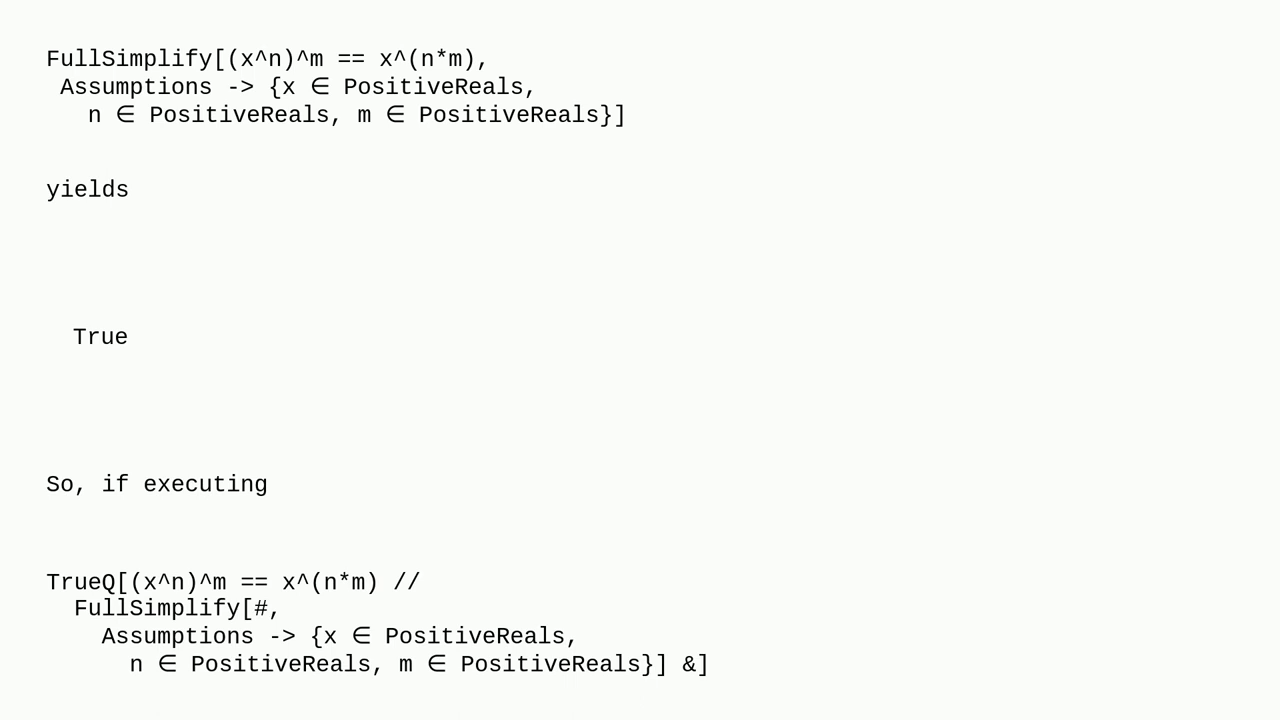 FullSimplify[(x^n)^m == x^(n*m),
 Assumptions -> {x ∈ PositiveReals,
   n ∈ PositiveReals, m ∈ PositiveReals}]
yields
  True
So, if executing
TrueQ[(x^n)^m == x^(n*m) //
  FullSimplify[#,
    Assumptions -> {x ∈ PositiveReals,
      n ∈ PositiveReals, m ∈ PositiveReals}] &]